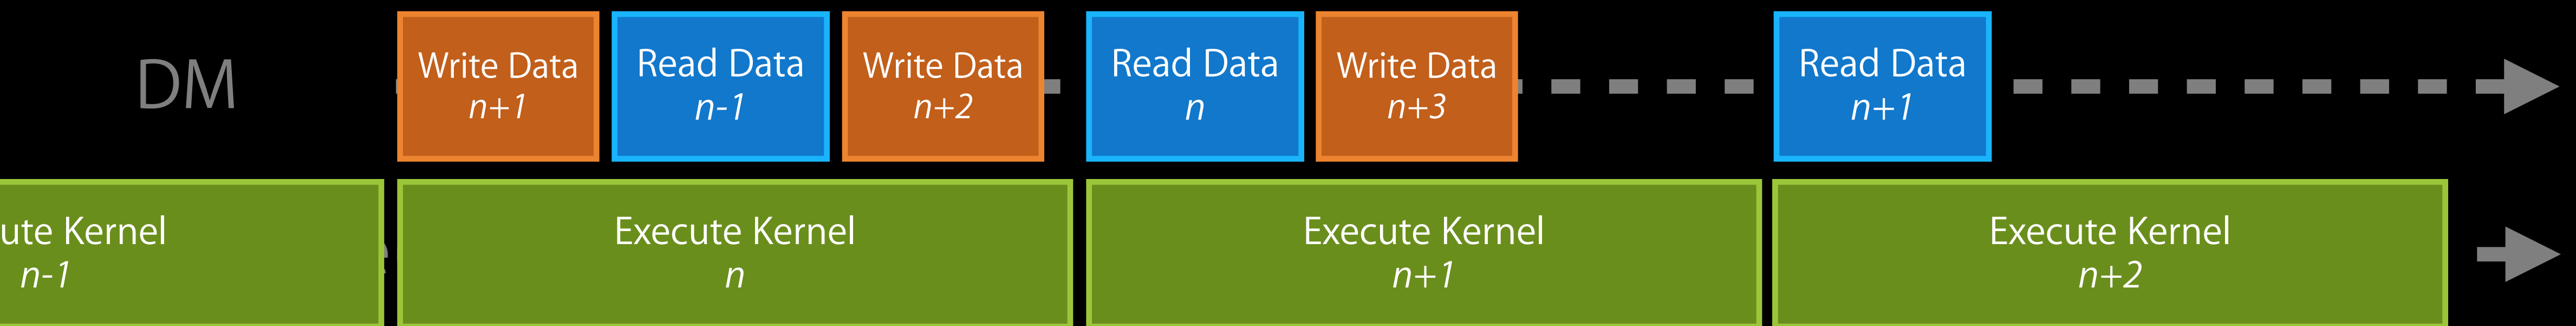 DM
Write Data
n+1
Read Data
n-1
Write Data
n+2
Read Data
n
Write Data
n+3
Read Data
n+1
ute Kernel
n-1
Execute Kernel
n
Execute Kernel
n+1
Execute Kernel
n+2